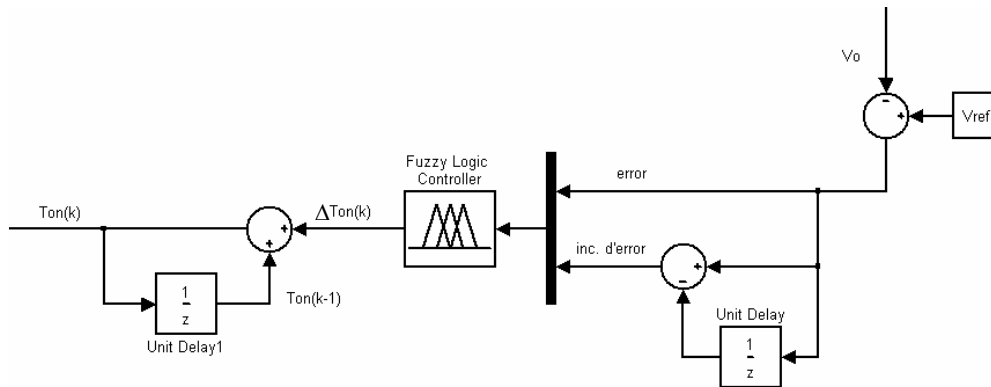 Vo
-
+
Vref
Fuzzy Logic
Controller
error
Ton(k)
ΔTon(k)
+
+
inc. d'error
+
-
Ton(k-1)
1
z
Unit Delay1
Unit Delay
1
z